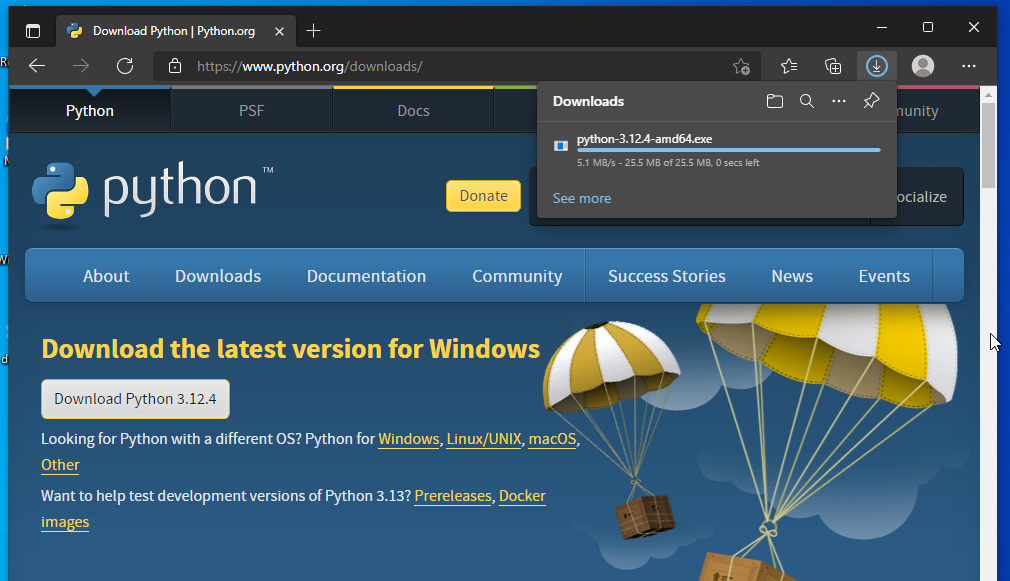 Download Python | Python.org
https://www.python.org/downloads/
Python
PSF
Docs
Downloads
python-3.12.4-amd64.exe
5.1 MB/s - 25.5 MB of 25.5 MB, 0 secs left
See more
python™
Donate
About
Downloads
Documentation
Community
Success Stories
News
Events
Download the latest version for Windows
Download Python 3.12.4
Looking for Python with a different OS? Python for Windows, Linux/UNIX, macOS,
Other
Want to help test development versions of Python 3.13? Prereleases, Docker
images